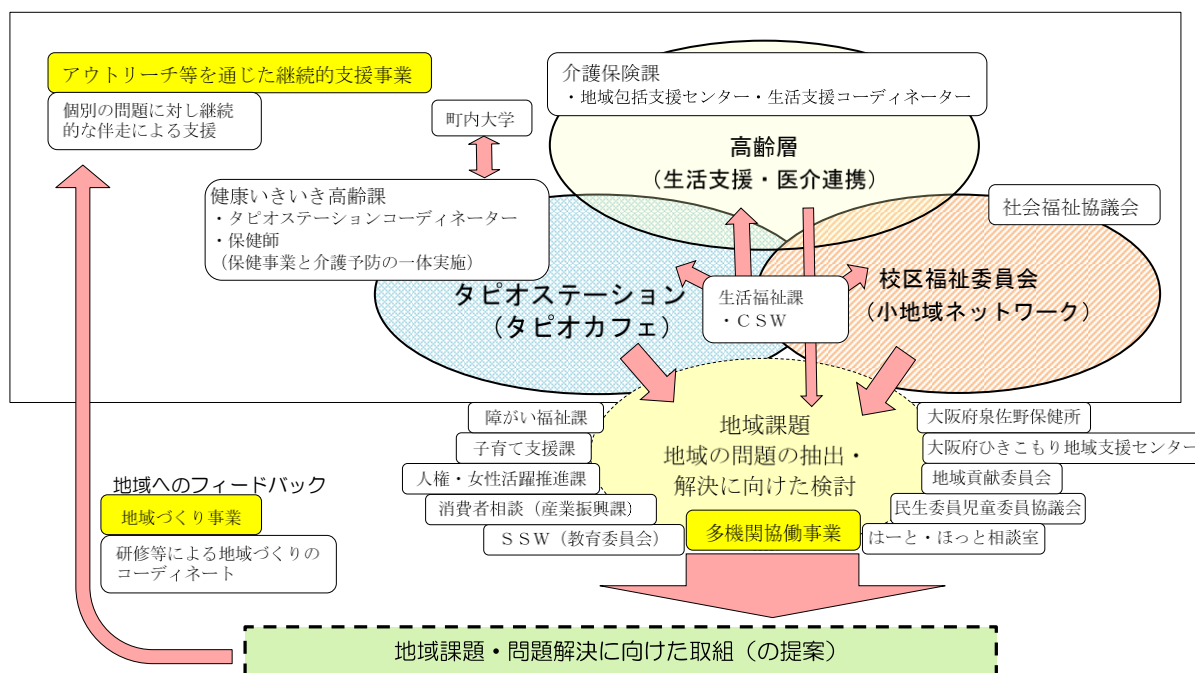 アウトリーチ等を通じた継続的支援事業
個別の問題に対し継続
的な伴走による支援
町内大学
介護保険課
・地域包括支援センター・生活支援コーディネーター
高齢層
（生活支援・医介連携）
健康いきいき高齢課
・タピオステーションコーディネーター
・保健師
（保健事業と介護予防の一体実施）
社会福祉協議会
タピオステーション
（タピオカフェ）
生活福祉課
・ＣＳＷ
校区福祉委員会
（小地域ネットワーク）
地域課題
地域の問題の抽出・
解決に向けた検討
障がい福祉課
子育て支援課
人権・女性活躍推進課
消費者相談（産業振興課）
ＳＳＷ（教育委員会）
多機関協働事業
大阪府泉佐野保健所
大阪府ひきこもり地域支援センター
地域貢献委員会
民生委員児童委員協議会
はーと・ほっと相談室
地域へのフィードバック
地域づくり事業
研修等による地域づくりの
コーディネート
地域課題・問題解決に向けた取組（の提案）